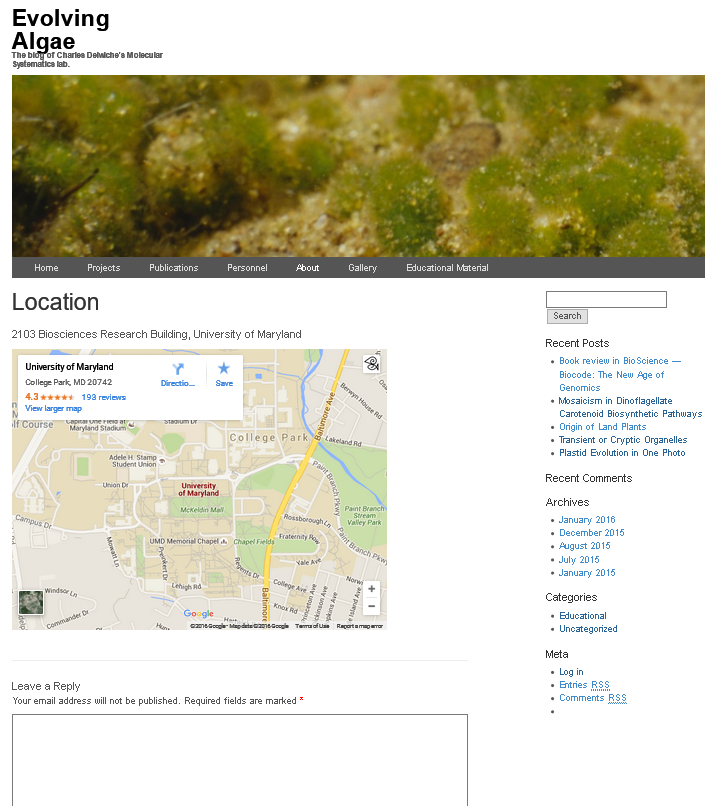 Evolving
Algae
The blog of Charles Delwiche's Molecular
Systematics lab.
Home Projects Publications Personnel About Gallery Educational Material
Location
2103 Biosciences Research Building, University of Maryland
University of Maryland
College Park, MD 20742
4.3 193 reviews
View larger map
Directio...
Save
lf Course
Capital One Field at
Maryland Stadium
Stadium Dr
College Park
Baltimore Ave
Berwyn House Rd
Lakeland Rd
Adele H. Stamp
Student Union
Union Dr
University
of Maryland
McKeldin Mall
Paint Branch Pkwy
Paint Branch
Stream
Valley Park
Campus Dr
Rossborough Ln
UMD Memorial Chapel
Chapel Fields
Fraternity Row
Yale Ave
Mowatt Ln
Preinkert Dr
Lehigh Rd
Regents Dr
College Ave
Knox Rd
Princeton Ave
Norw
Windsor Ln
Commander Dr
Baltimore
Google
+
−
©2016 Google - Map data ©2016 Google Terms of Use Report a map error
Leave a Reply
Your email address will not be published. Required fields are marked *
Search
Recent Posts
Book review in BioScience —
Biocode: The New Age of
Genomics
Mosaicism in Dinoflagellate
Carotenoid Biosynthetic Pathways
Origin of Land Plants
Transient or Cryptic Organelles
Plastid Evolution in One Photo
Recent Comments
Archives
January 2016
December 2015
August 2015
July 2015
January 2015
Categories
Educational
Uncategorized
Meta
Log in
Entries RSS
Comments RSS